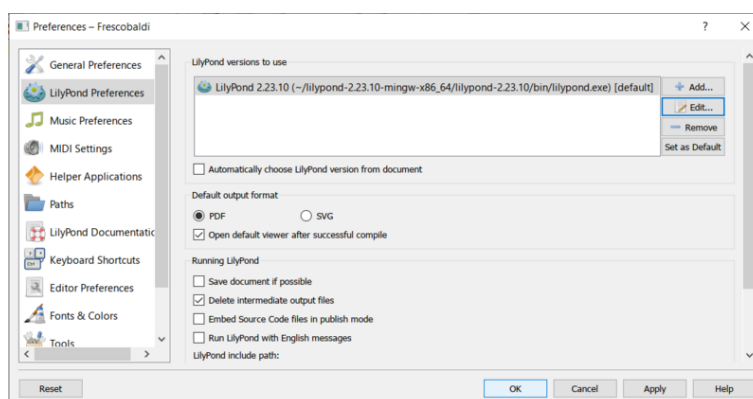 Preferences – Frescobaldi
?
General Preferences
LilyPond Preferences
Music Preferences
MIDI Settings
Helper Applications
Paths
LilyPond Documentatic
Keyboard Shortcuts
Editor Preferences
Fonts & Colors
Tools
LilyPond versions to use
LilyPond 2.23.10 (~/lilypond-2.23.10-mingw-x86_64/lilypond-2.23.10/bin/lilypond.exe) [default]
Add...
Edit...
Remove
Set as Default
Automatically choose LilyPond version from document
Default output format
PDF
SVG
Open default viewer after successful compile
Running LilyPond
Save document if possible
Delete intermediate output files
Embed Source Code files in publish mode
Run LilyPond with English messages
LilyPond include path:
Reset
OK
Cancel
Apply
Help